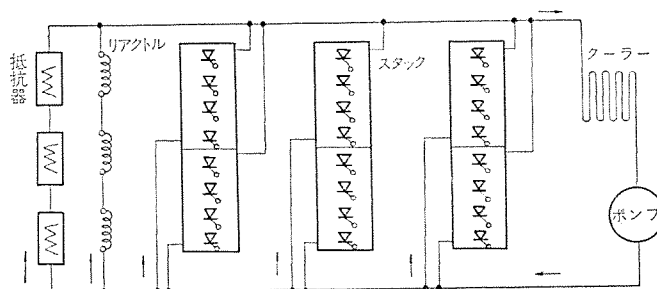 抵抗器
リアクトル
スタック
クーラー
ポンプ